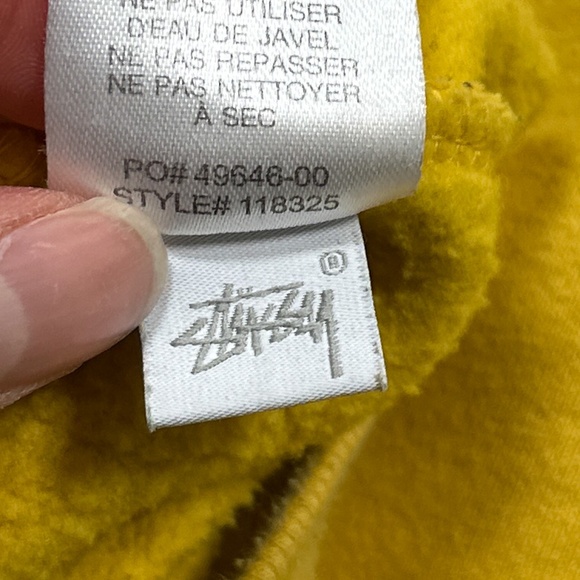 NE PAS UTILISER
D'EAU DE JAVEL
NE PAS REPASSER
NE PAS NETTOYER
À SEC
PO# 49646-00
STYLE# 118325
®
STÜSSY